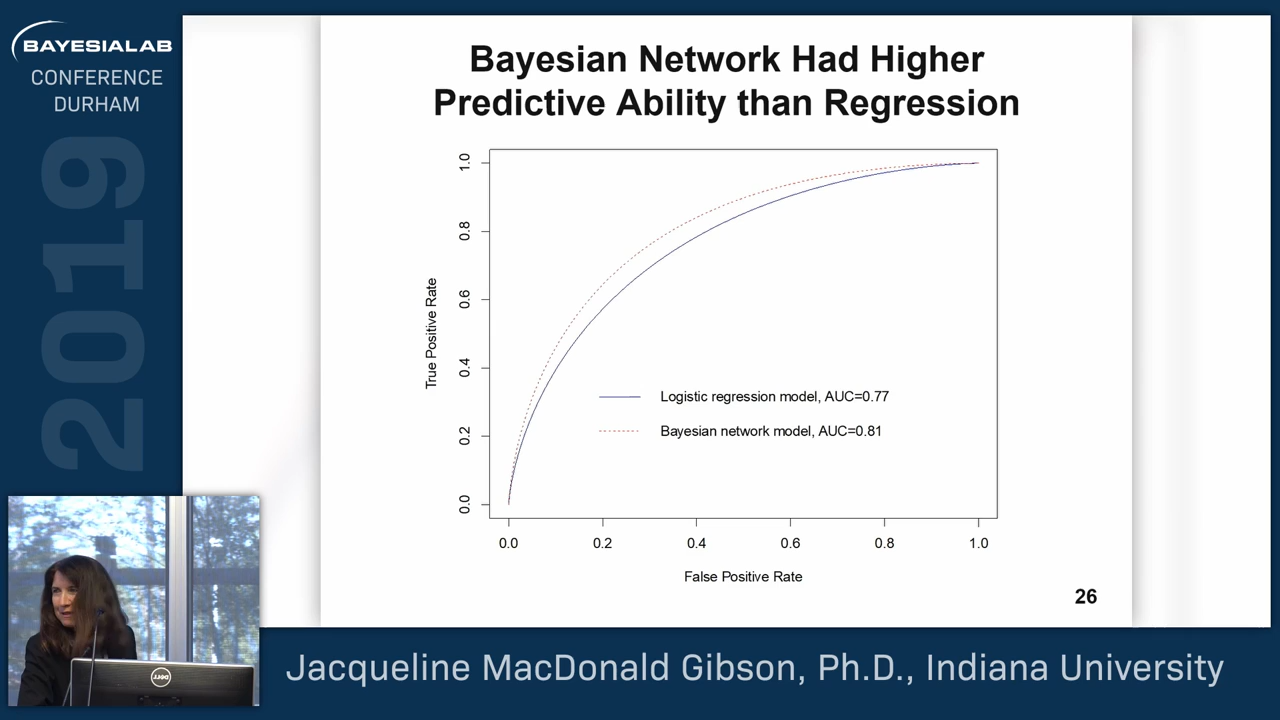 BAYESIALAB
CONFERENCE
DURHAM
2019
Bayesian Network Had Higher
Predictive Ability than Regression
True Positive Rate
1.0
0.8
0.6
0.4
0.2
0.0
Logistic regression model, AUC=0.77
Bayesian network model, AUC=0.81
0.0 0.2 0.4 0.6 0.8 1.0
False Positive Rate
26
DELL
Jacqueline MacDonald Gibson, Ph.D., Indiana University